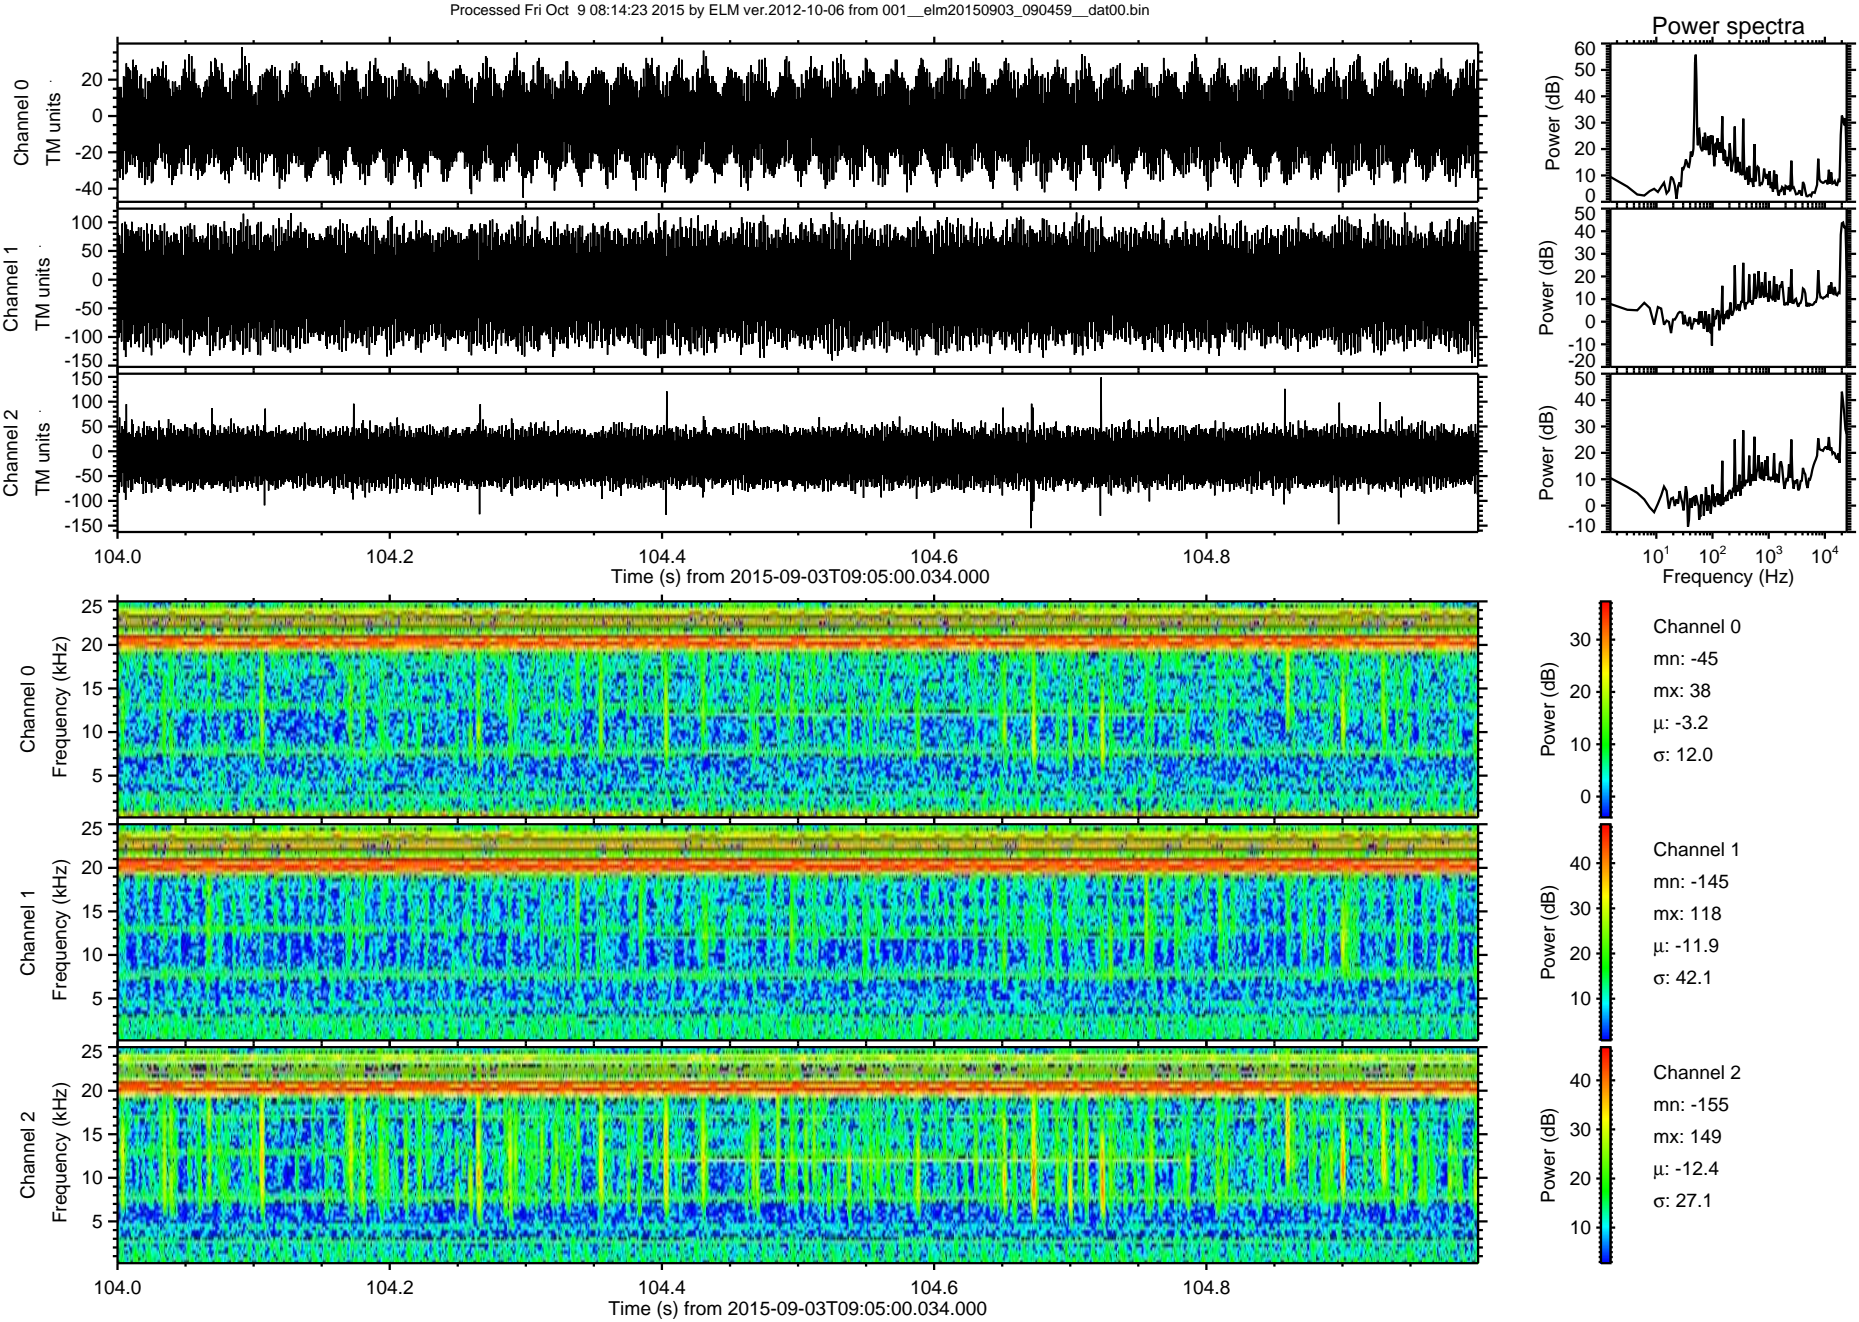 Processed Fri Oct  9 08:14:23 2015 by ELM ver.2012-10-06 from 001__elm20150903_090459__dat00.bin
Power spectra
Channel 0
TM units
20
0
-20
-40
Power (dB)
60
50
40
30
20
10
0
Channel 1
TM units
100
50
0
-50
-100
-150
Power (dB)
50
40
30
20
10
0
-10
-20
Channel 2
TM units
150
100
50
0
-50
-100
-150
Power (dB)
50
40
30
20
10
0
-10
104.0 104.2 104.4 104.6 104.8
Time (s) from 2015-09-03T09:05:00.034.000
10¹ 10² 10³ 10⁴
Frequency (Hz)
Channel 0
Frequency (kHz)
25
20
15
10
5
Power (dB)
30
20
10
0
Channel 0
mn: -45
mx: 38
μ: -3.2
σ: 12.0
Channel 1
Frequency (kHz)
25
20
15
10
5
Power (dB)
40
30
20
10
Channel 1
mn: -145
mx: 118
μ: -11.9
σ: 42.1
Channel 2
Frequency (kHz)
25
20
15
10
5
Power (dB)
40
30
20
10
Channel 2
mn: -155
mx: 149
μ: -12.4
σ: 27.1
104.0 104.2 104.4 104.6 104.8
Time (s) from 2015-09-03T09:05:00.034.000